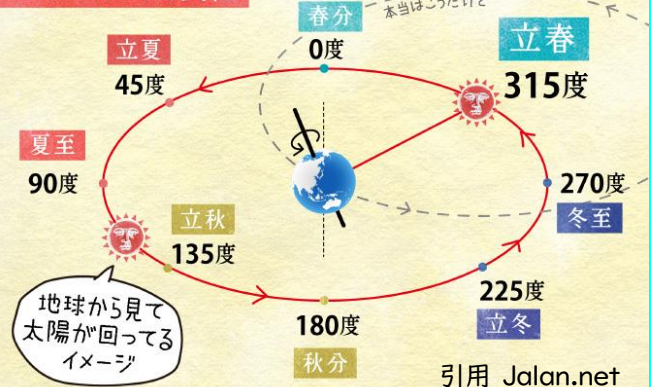 春分
0度
本当はこうだけど
立春
315度
立夏
45度
夏至
90度
270度
冬至
立秋
135度
225度
立冬
180度
秋分
地球から見て
太陽が回ってる
イメージ
引用 Jalan.net